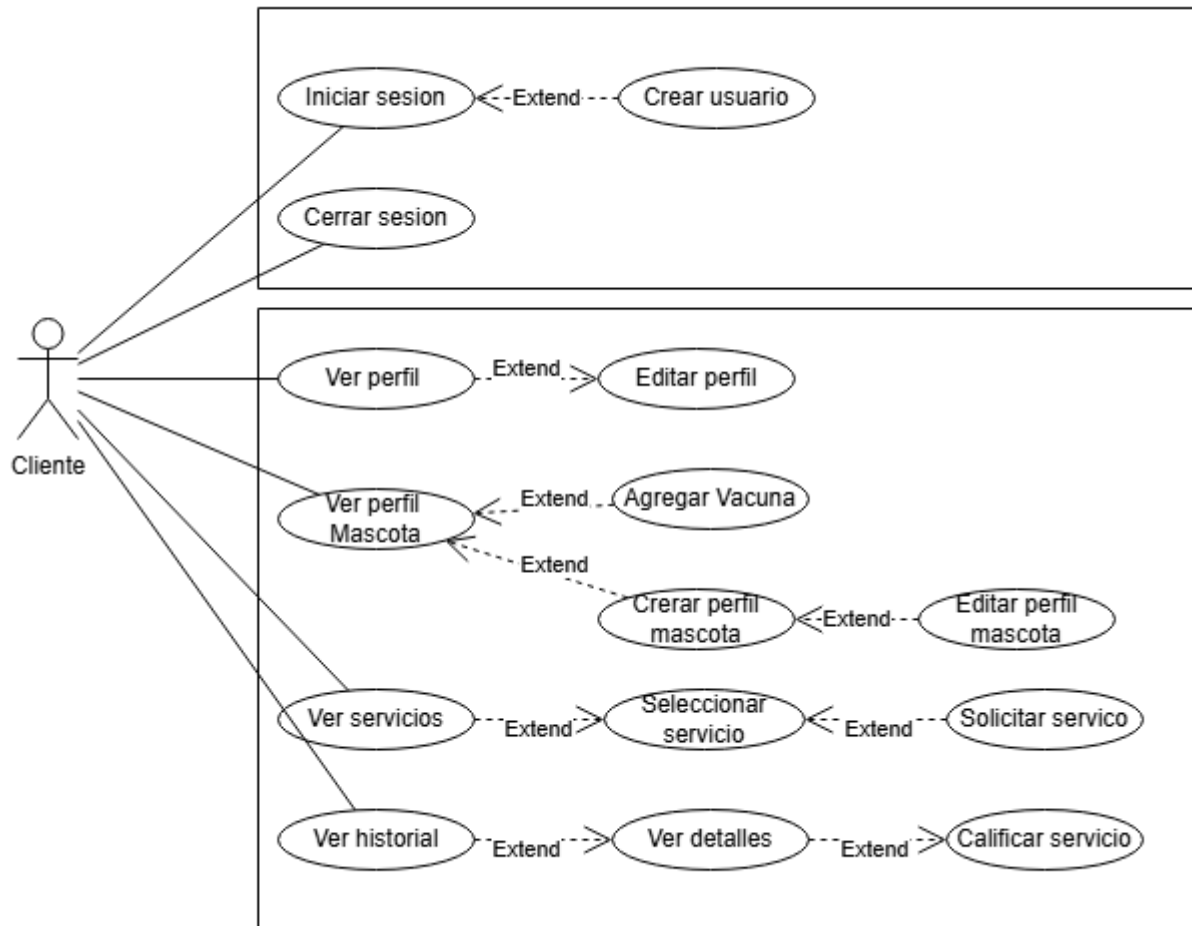 Iniciar sesion
Extend
Crear usuario
Cerrar sesion
Cliente
Ver perfil
Extend
Editar perfil
Ver perfil
Mascota
Extend
Agregar Vacuna
Extend
Crerar perfil
mascota
Extend
Editar perfil
mascota
Ver servicios
Extend
Seleccionar
servicio
Extend
Solicitar servico
Ver historial
Extend
Ver detalles
Extend
Calificar servicio